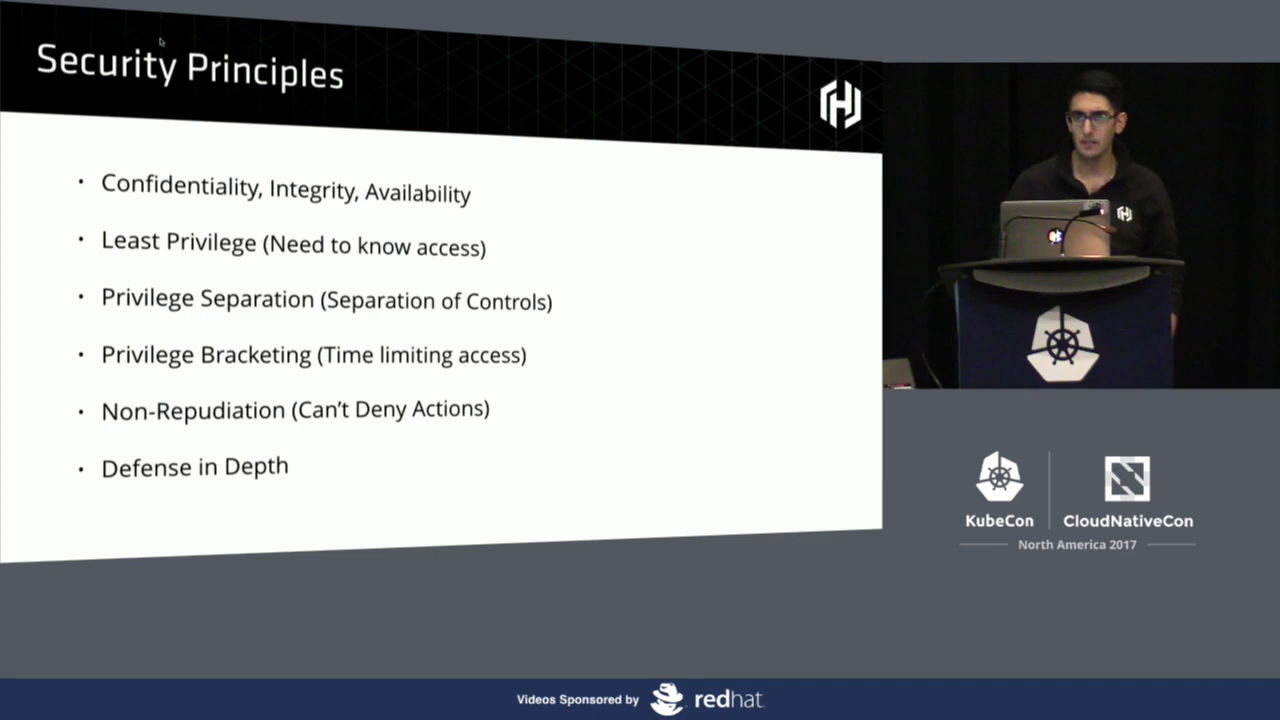 Security Principles
Confidentiality, Integrity, Availability
Least Privilege (Need to know access)
Privilege Separation (Separation of Controls)
Privilege Bracketing (Time limiting access)
Non-Repudiation (Can't Deny Actions)
Defense in Depth
KubeCon
CloudNativeCon
North America 2017
Videos Sponsored by
redhat.